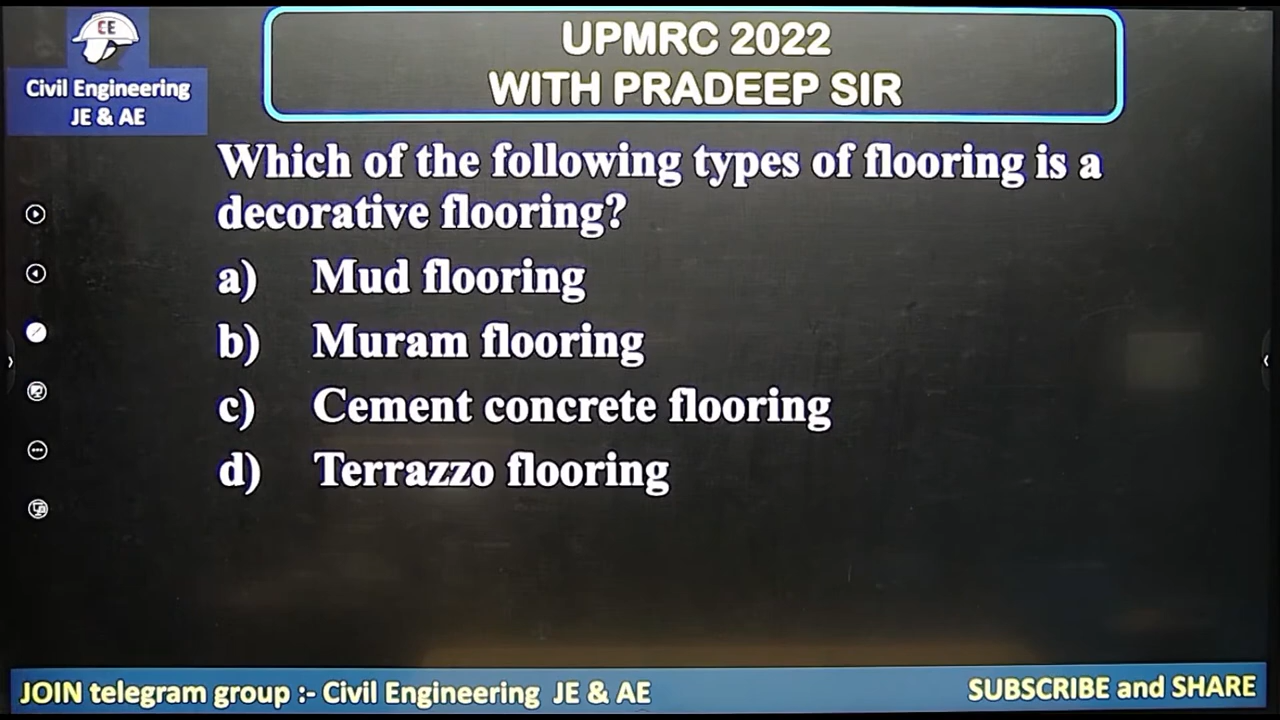 CE
Civil Engineering
JE & AE
UPMRC 2022
WITH PRADEEP SIR
Which of the following types of flooring is a
decorative flooring?
a) Mud flooring
b) Muram flooring
c) Cement concrete flooring
d) Terrazzo flooring
JOIN telegram group :- Civil Engineering JE & AE
SUBSCRIBE and SHARE